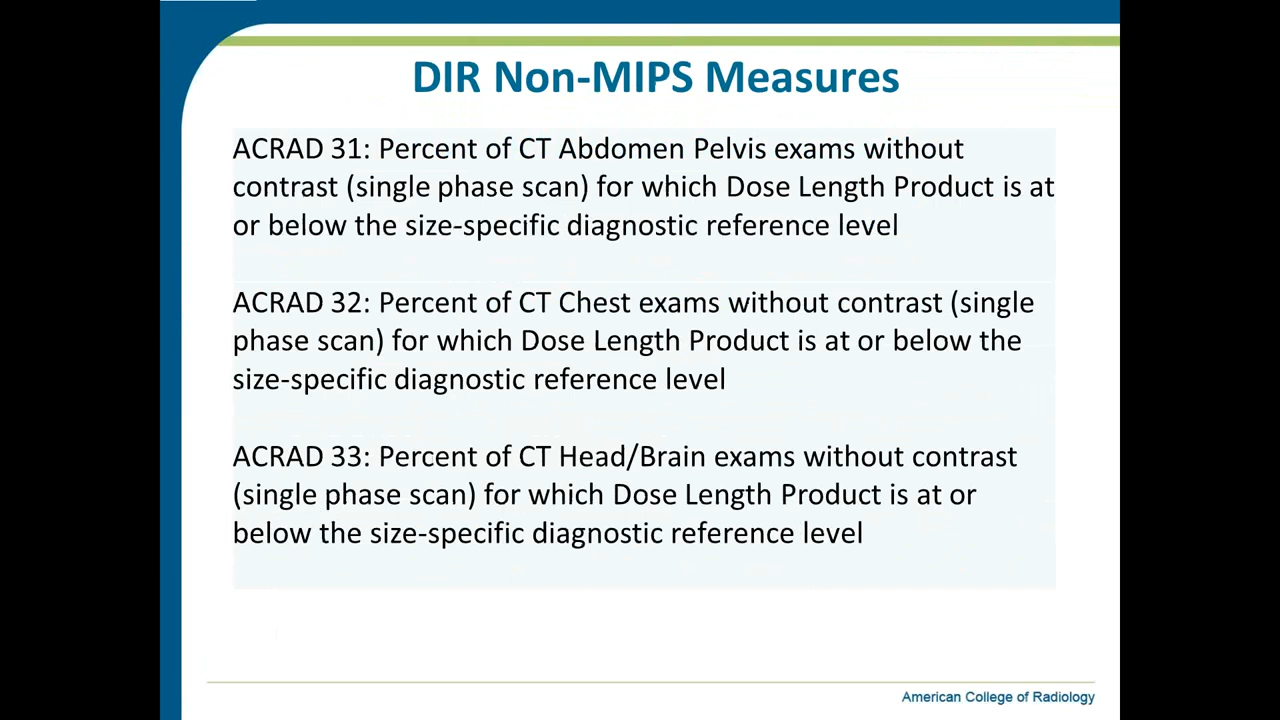 DIR Non-MIPS Measures
ACRAD 31: Percent of CT Abdomen Pelvis exams without
contrast (single phase scan) for which Dose Length Product is at
or below the size-specific diagnostic reference level
ACRAD 32: Percent of CT Chest exams without contrast (single
phase scan) for which Dose Length Product is at or below the
size-specific diagnostic reference level
ACRAD 33: Percent of CT Head/Brain exams without contrast
(single phase scan) for which Dose Length Product is at or
below the size-specific diagnostic reference level
American College of Radiology